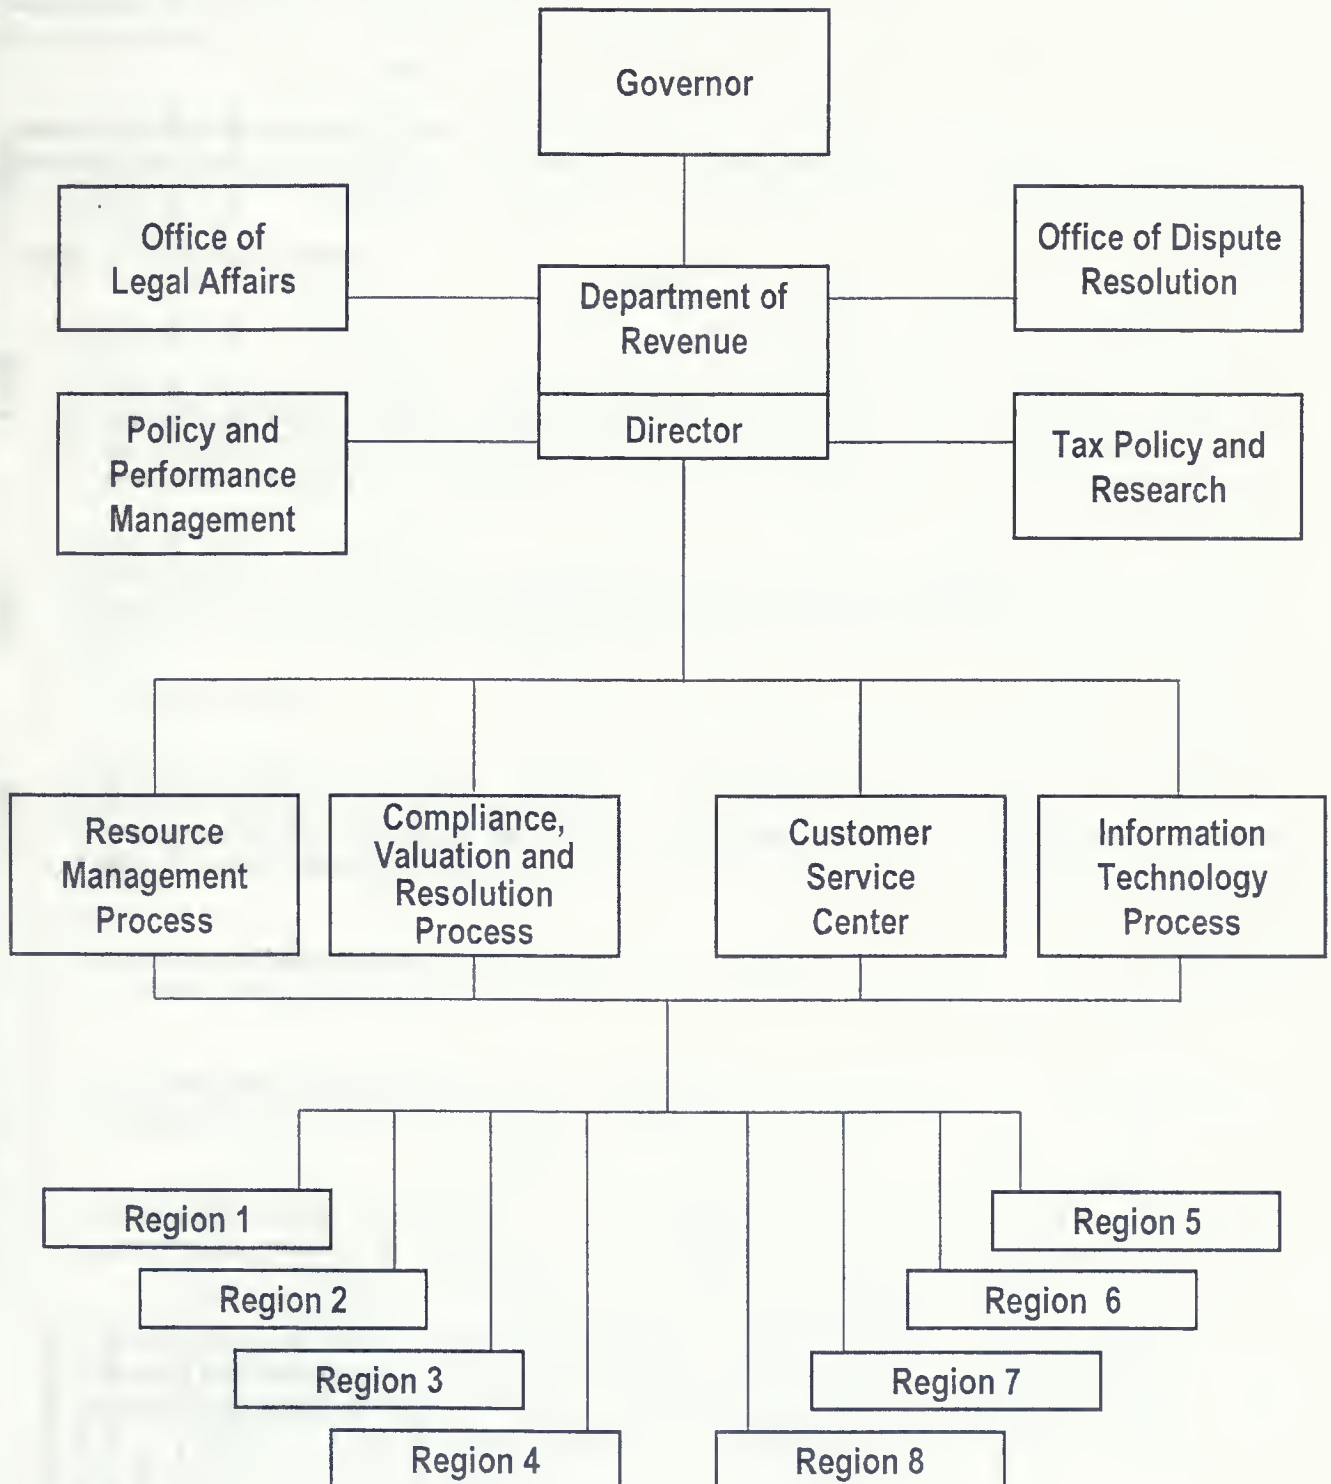 Governor
Office of
Legal Affairs
Office of Dispute
Resolution
Department of
Revenue
Director
Policy and
Performance
Management
Tax Policy and
Research
Resource
Management
Process
Compliance,
Valuation and
Resolution
Process
Customer
Service
Center
Information
Technology
Process
Region 1
Region 5
Region 2
Region 6
Region 3
Region 7
Region 4
Region 8